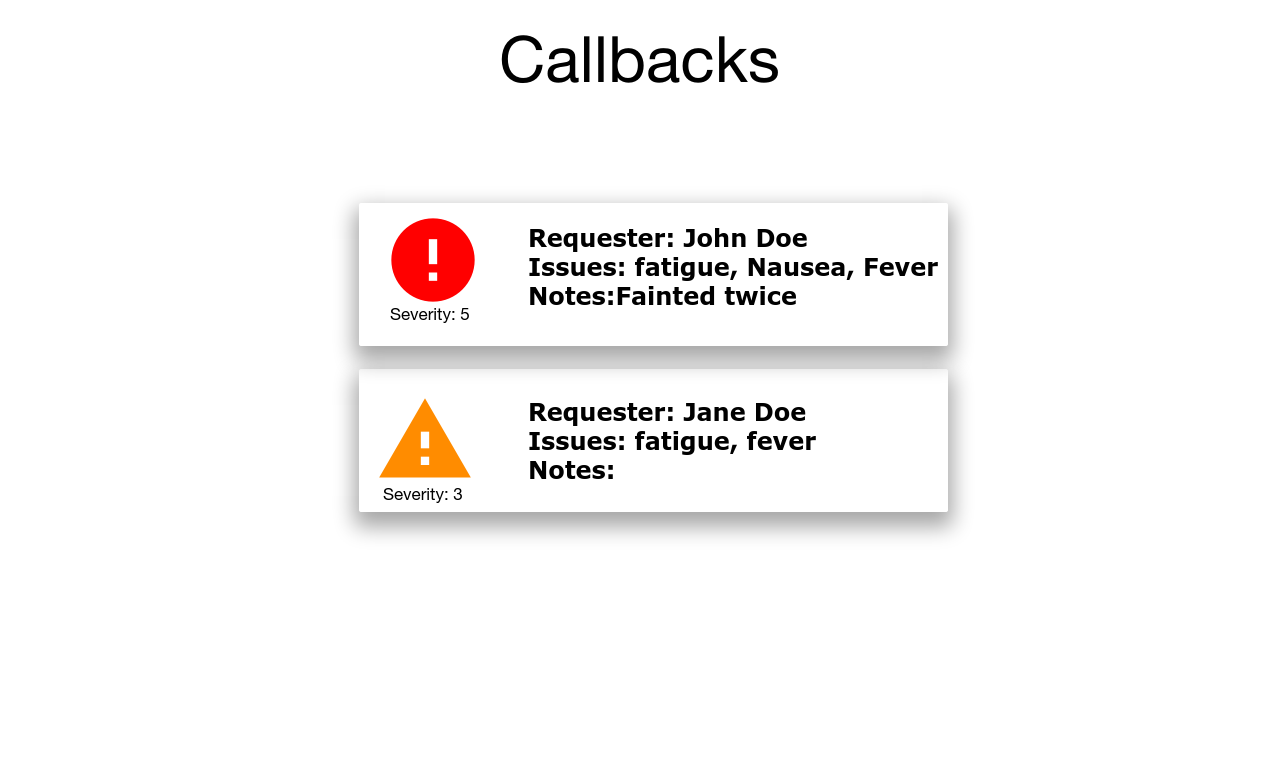 Callbacks
Requester: John Doe
Issues: fatigue, Nausea, Fever
Notes:Fainted twice
Severity: 5
Requester: Jane Doe
Issues: fatigue, fever
Notes:
Severity: 3